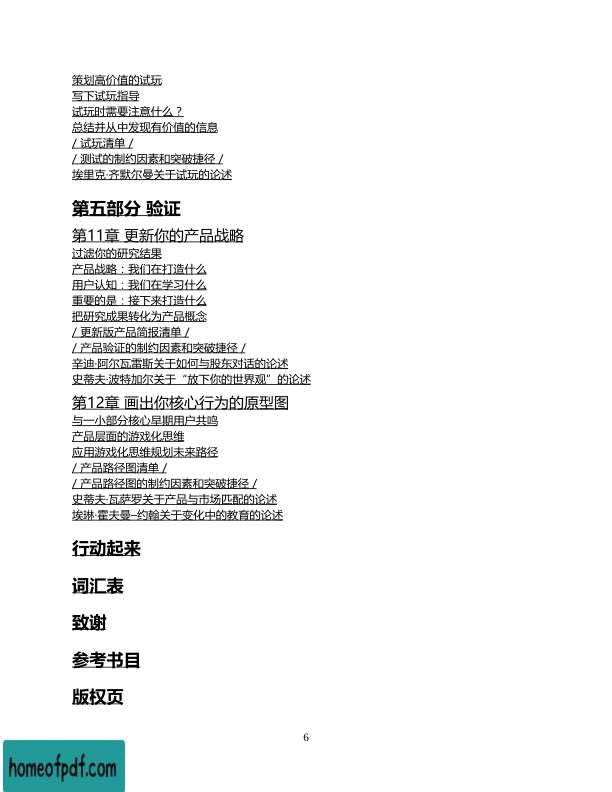 策划高价值的试玩
写下试玩指导
试玩时需要注意什么？
总结并从中发现有价值的信息
/ 试玩清单 /
/ 测试的制约因素和突破捷径 /
埃里克·齐默尔曼关于试玩的论述
第五部分 验证
第11章 更新你的产品战略
过滤你的研究结果
产品战略：我们在打造什么
用户认知：我们在学习什么
重要的是：接下来打造什么
把研究成果转化为产品概念
/ 更新版产品简报清单 /
/ 产品验证的制约因素和突破捷径 /
辛迪·阿尔瓦雷斯关于如何与股东对话的论述
史蒂夫·波特加尔关于“放下你的世界观”的论述
第12章 画出你核心行为的原型图
与一小部分核心早期用户共鸣
产品层面的游戏化思维
应用游戏化思维规划未来路径
/ 产品路径图清单 /
/ 产品路径图的制约因素和突破捷径 /
史蒂夫·瓦萨罗关于产品与市场匹配的论述
埃琳·霍夫曼–约翰关于变化中的教育的论述
行动起来
词汇表
致谢
参考书目
版权页
6
homeofpdf.com